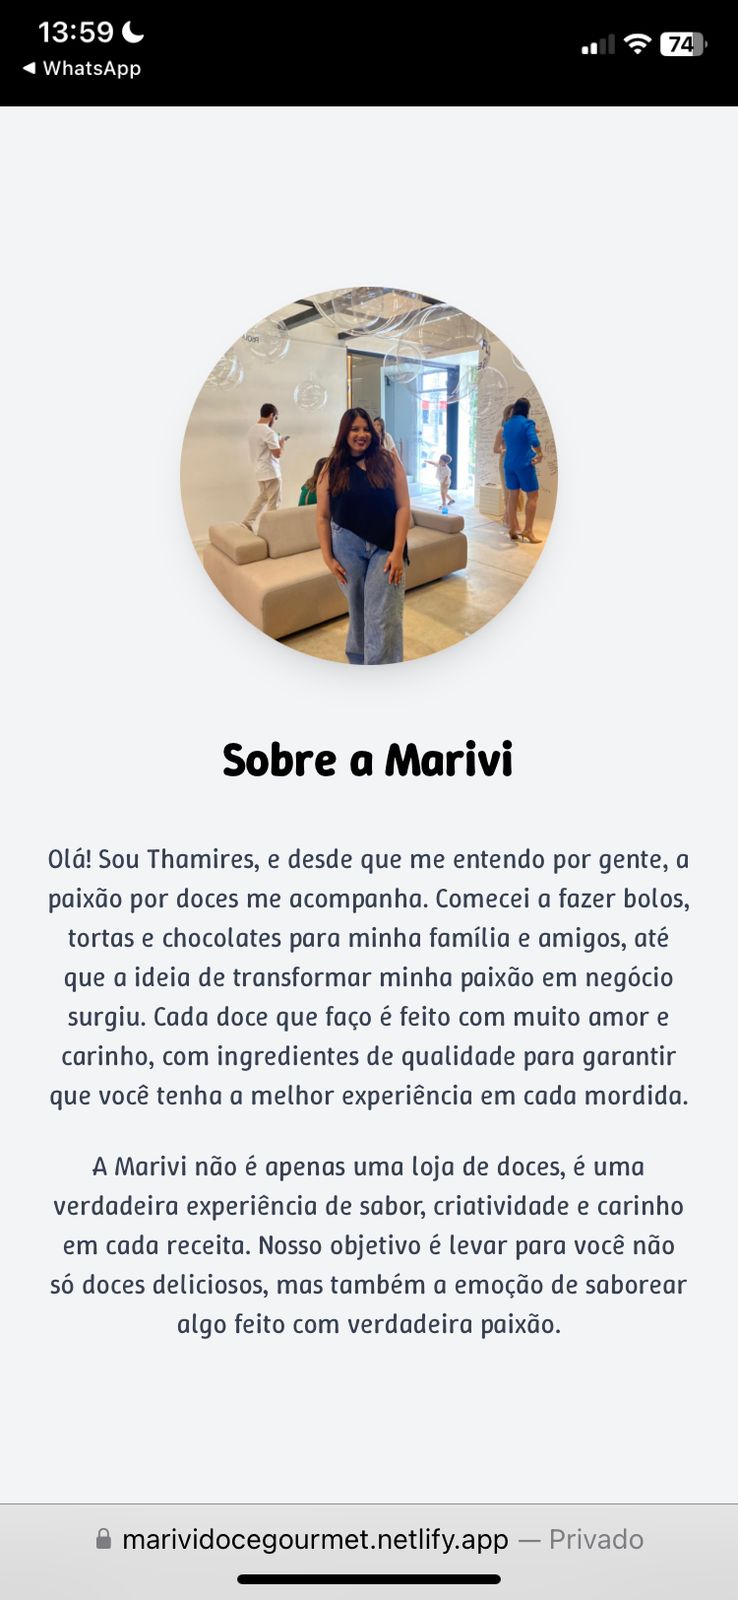 13:59
74
◀ WhatsApp
Sobre a Marivi
Olá! Sou Thamires, e desde que me entendo por gente, a
paixão por doces me acompanha. Comecei a fazer bolos,
tortas e chocolates para minha família e amigos, até
que a ideia de transformar minha paixão em negócio
surgiu. Cada doce que faço é feito com muito amor e
carinho, com ingredientes de qualidade para garantir
que você tenha a melhor experiência em cada mordida.
A Marivi não é apenas uma loja de doces, é uma
verdadeira experiência de sabor, criatividade e carinho
em cada receita. Nosso objetivo é levar para você não
só doces deliciosos, mas também a emoção de saborear
algo feito com verdadeira paixão.
marividocegourmet.netlify.app — Privado